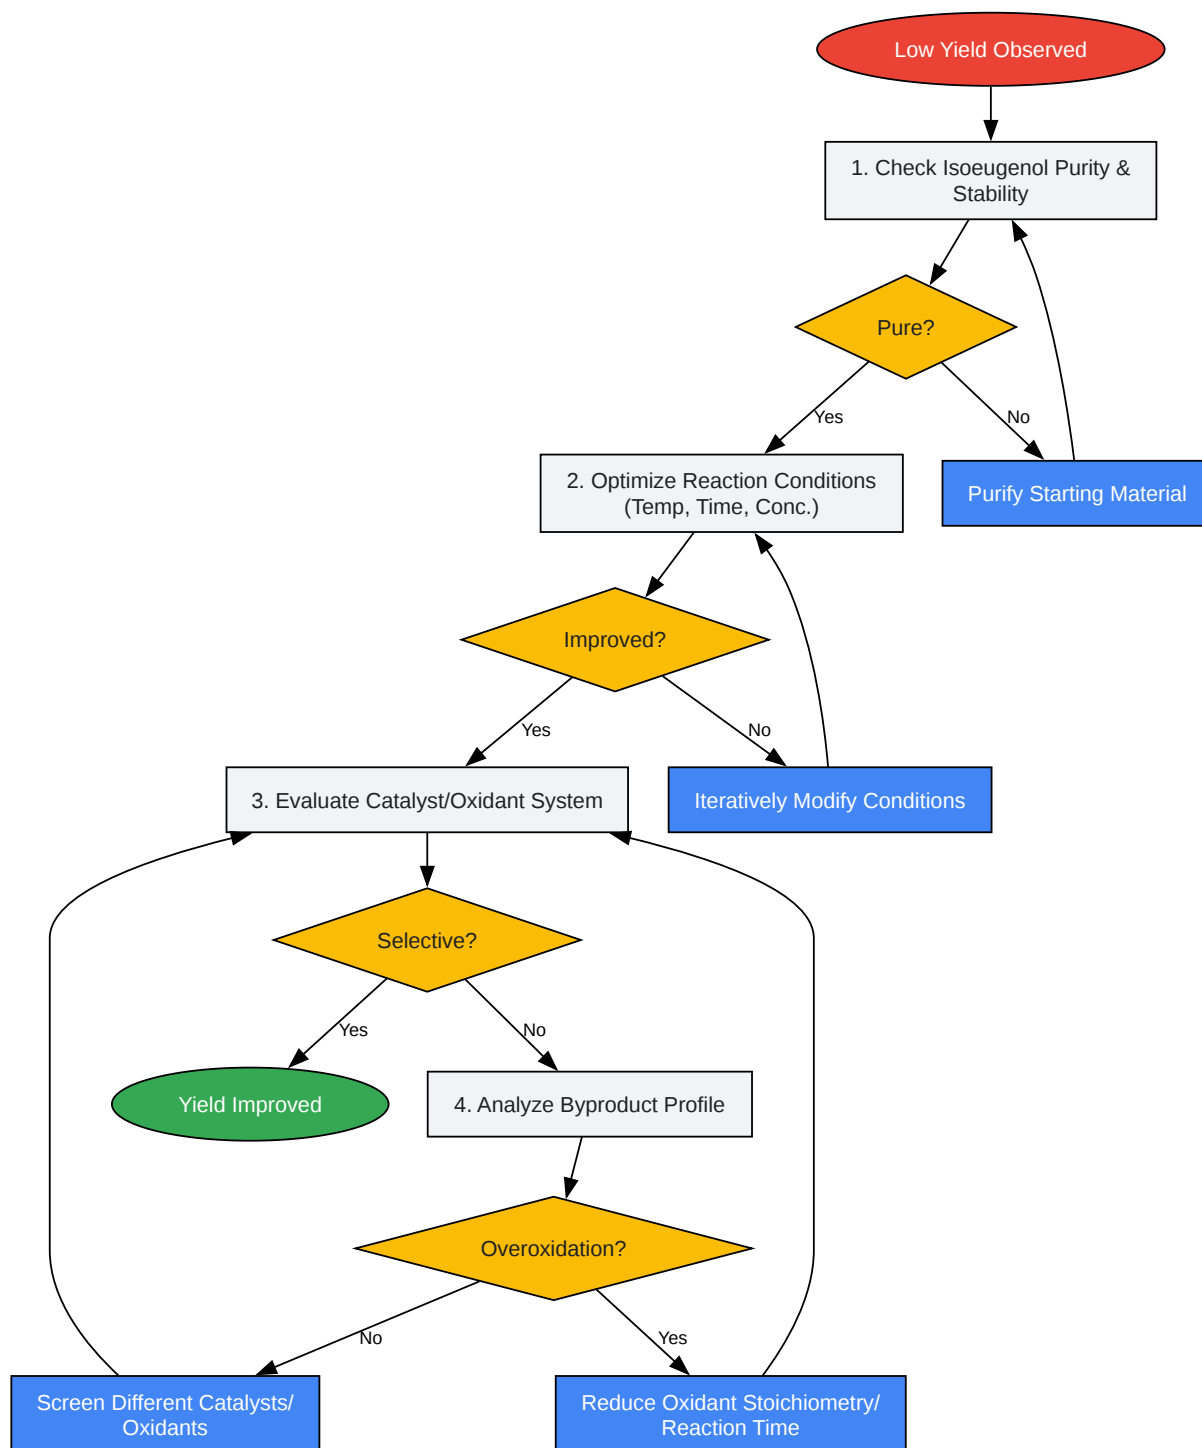 Low Yield Observed
1. Check Isoeugenol Purity &
Stability
Pure?
Yes
No
2. Optimize Reaction Conditions
(Temp, Time, Conc.)
Purify Starting Material
Improved?
Yes
No
3. Evaluate Catalyst/Oxidant System
Iteratively Modify Conditions
Selective?
Yes
No
Yield Improved
4. Analyze Byproduct Profile
Overoxidation?
No
Yes
Screen Different Catalysts/
Oxidants
Reduce Oxidant Stoichiometry/
Reaction Time